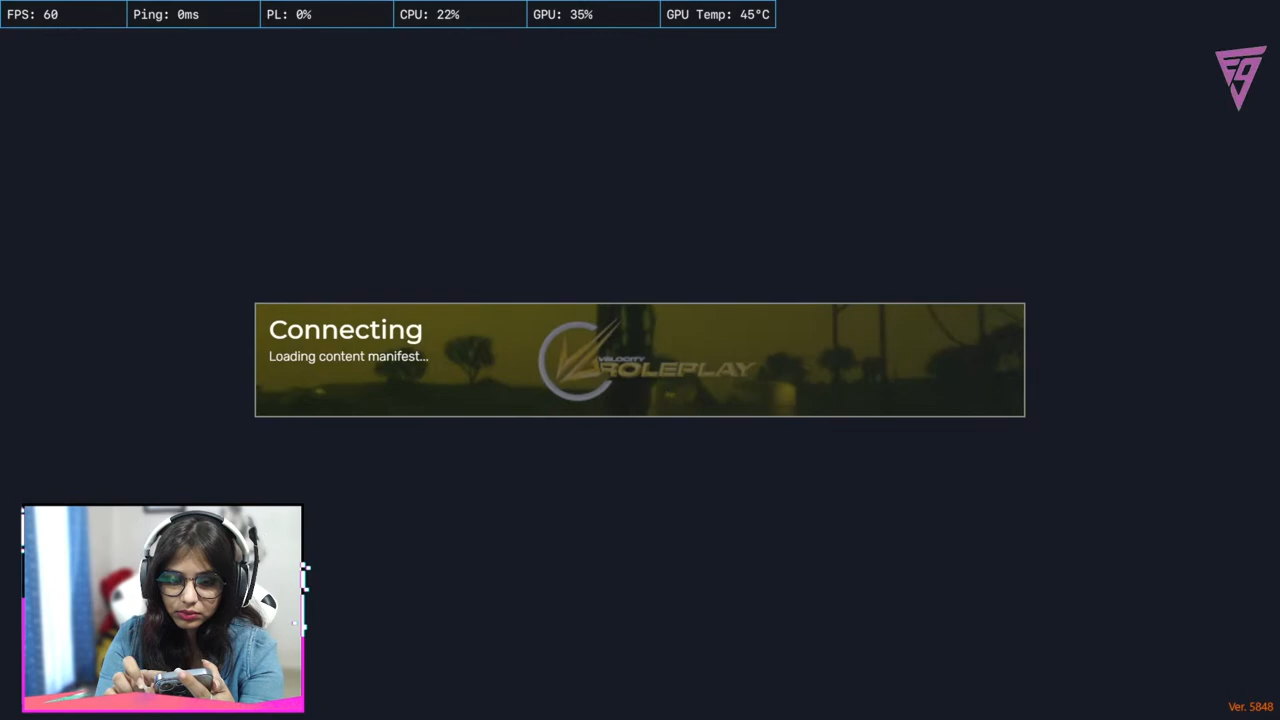 FPS: 60 Ping: 0ms PL: 0% CPU: 22% GPU: 35% GPU Temp: 45°C
Connecting
Loading content manifest...
VELOCITY
ROLEPLAY
Ver. 5848